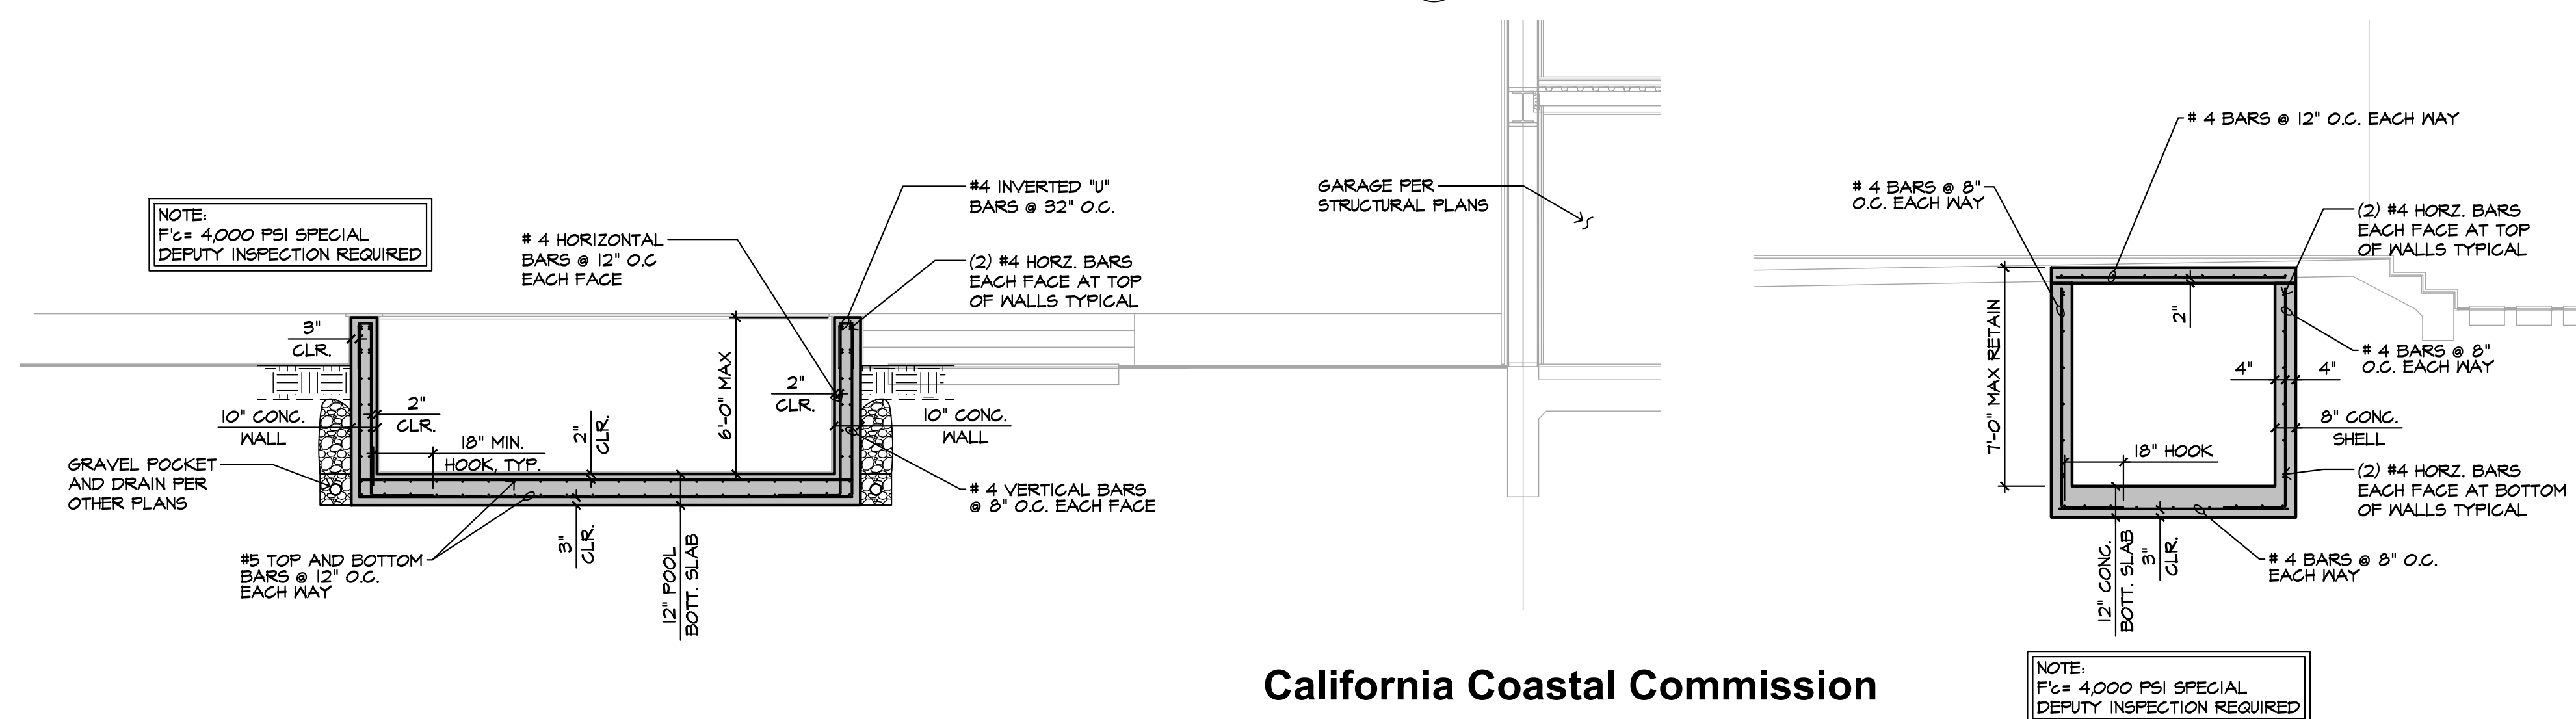 NOTE:
F'c= 4,000 PSI SPECIAL
DEPUTY INSPECTION REQUIRED
# 4 HORIZONTAL
BARS @ 12" O.C
EACH FACE
#4 INVERTED "U"
BARS @ 32" O.C.
(2) #4 HORZ. BARS
EACH FACE AT TOP
OF WALLS TYPICAL
3"
CLR.
2"
CLR.
10" CONC.
WALL
18" MIN.
HOOK, TYP.
2"
CLR.
6'-0" MAX
2"
CLR.
10" CONC.
WALL
GRAVEL POCKET
AND DRAIN PER
OTHER PLANS
# 4 VERTICAL BARS
@ 8" O.C. EACH FACE
#5 TOP AND BOTTOM
BARS @ 12" O.C.
EACH WAY
3"
CLR.
12" POOL
BOTT. SLAB
GARAGE PER
STRUCTURAL PLANS
# 4 BARS @ 12" O.C. EACH WAY
# 4 BARS @ 8"
O.C. EACH WAY
(2) #4 HORZ. BARS
EACH FACE AT TOP
OF WALLS TYPICAL
7'-0" MAX RETAIN
2"
# 4 BARS @ 8"
O.C. EACH WAY
4"
4"
8" CONC.
SHELL
18" HOOK
(2) #4 HORZ. BARS
EACH FACE AT BOTTOM
OF WALLS TYPICAL
12" CONC.
BOTT. SLAB
3"
CLR.
# 4 BARS @ 8" O.C.
EACH WAY
California Coastal Commission
NOTE:
F'c= 4,000 PSI SPECIAL
DEPUTY INSPECTION REQUIRED